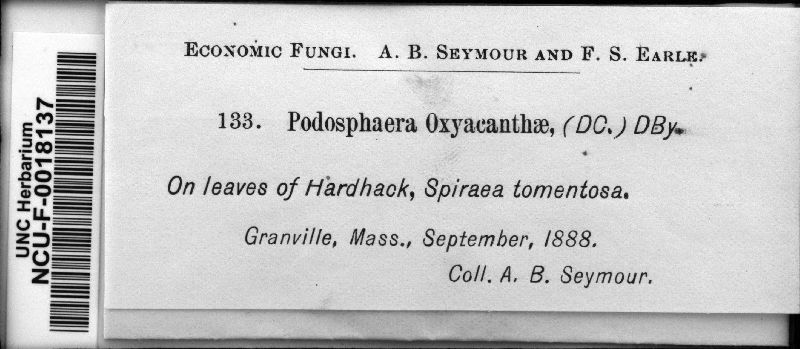 Economic Fungi. A. B. Seymour and F. S. Earle.
133. Podosphaera Oxyacanthæ, (DC.) DBy.
On leaves of Hardhack, Spiraea tomentosa.
Granville, Mass., September, 1888.
Coll. A. B. Seymour.
UNC Herbarium
NCU-F-0018137